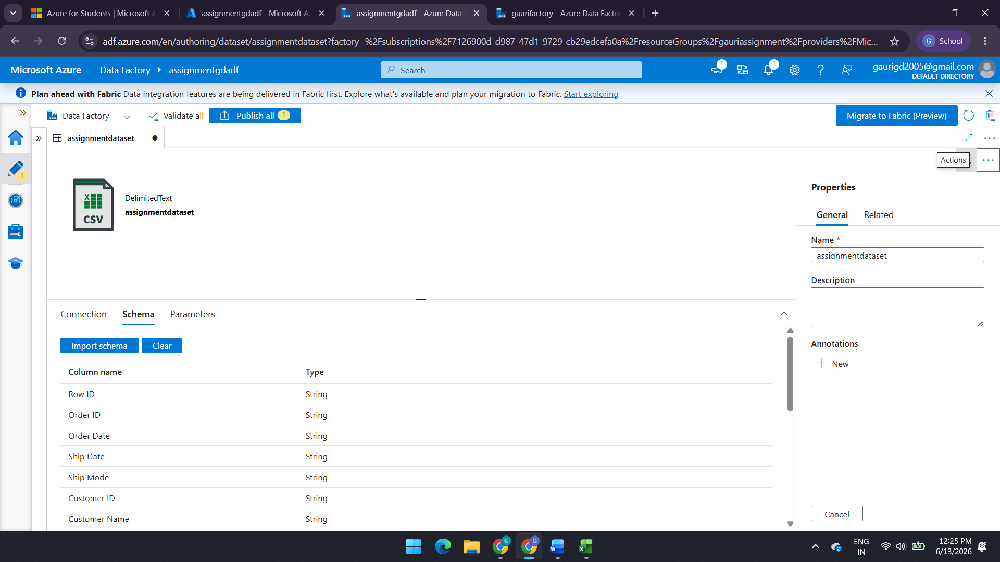 Azure for Students | Microsoft A
assignmentgdadf - Microsoft Az
assignmentgdadf - Azure Data
gaurifactory - Azure Data Facto
adf.azure.com/en/authoring/dataset/assignmentdataset?factory=%2Fsubscriptions%2F7126900d-d987-47d1-9729-cb29edcefa0a%2FresourceGroups%2Fgauriassignment%2Fproviders%2FMic...
G School
Microsoft Azure
Data Factory
assignmentgdadf
Search
1
1
gaurigd2005@gmail.com
DEFAULT DIRECTORY
Plan ahead with Fabric Data integration features are being delivered in Fabric first. Explore what's available and plan your migration to Fabric. Start exploring
Data Factory
Validate all
Publish all 1
Migrate to Fabric (Preview)
assignmentdataset
Actions
1
X
CSV
DelimitedText
assignmentdataset
Properties
General Related
Name *
assignmentdataset
Description
Annotations
New
Cancel
Connection Schema Parameters
Import schema Clear
Column name Type
Row ID String
Order ID String
Order Date String
Ship Date String
Ship Mode String
Customer ID String
Customer Name String
G
G
W
X
ENG
IN
12:25 PM
6/13/2026